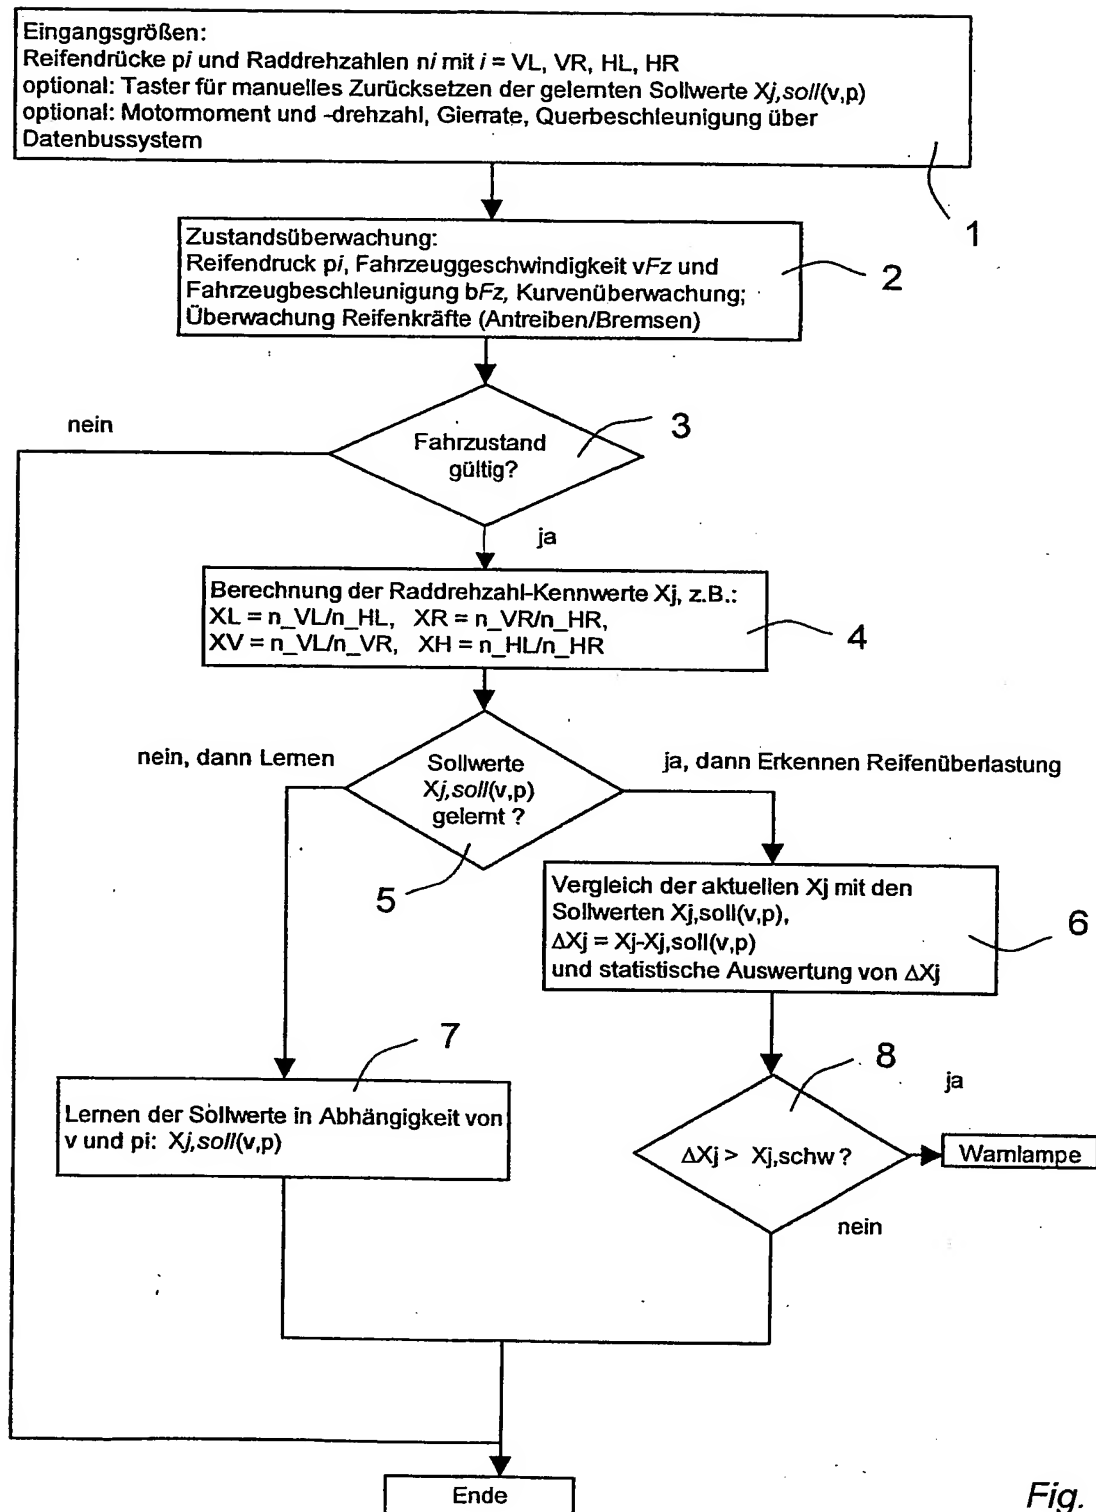 Eingangsgrößen:
Reifendrücke pi und Raddrehzahlen ni mit i = VL, VR, HL, HR
optional: Taster für manuelles Zurücksetzen der gelernten Sollwerte Xj,soll(v,p)
optional: Motormoment und -drehzahl, Gierrate, Querbeschleunigung über
Datenbussystem
1
Zustandsüberwachung:
Reifendruck pi, Fahrzeuggeschwindigkeit vFz und
Fahrzeugbeschleunigung bFz, Kurvenüberwachung;
Überwachung Reifenkräfte (Antreiben/Bremsen)
2
nein
Fahrzustand
gültig?
3
ja
Berechnung der Raddrehzahl-Kennwerte Xj, z.B.:
XL = n_VL/n_HL, XR = n_VR/n_HR,
XV = n_VL/n_VR, XH = n_HL/n_HR
4
nein, dann Lernen
Sollwerte
Xj,soll(v,p)
gelernt ?
ja, dann Erkennen Reifenüberlastung
5
Vergleich der aktuellen Xj mit den
Sollwerten Xj,soll(v,p),
ΔXj = Xj-Xj,soll(v,p)
und statistische Auswertung von ΔXj
6
7
Lernen der Sollwerte in Abhängigkeit von
v und pi: Xj,soll(v,p)
8
ja
ΔXj > Xj,schw ?
Warnlampe
nein
Ende
Fig.